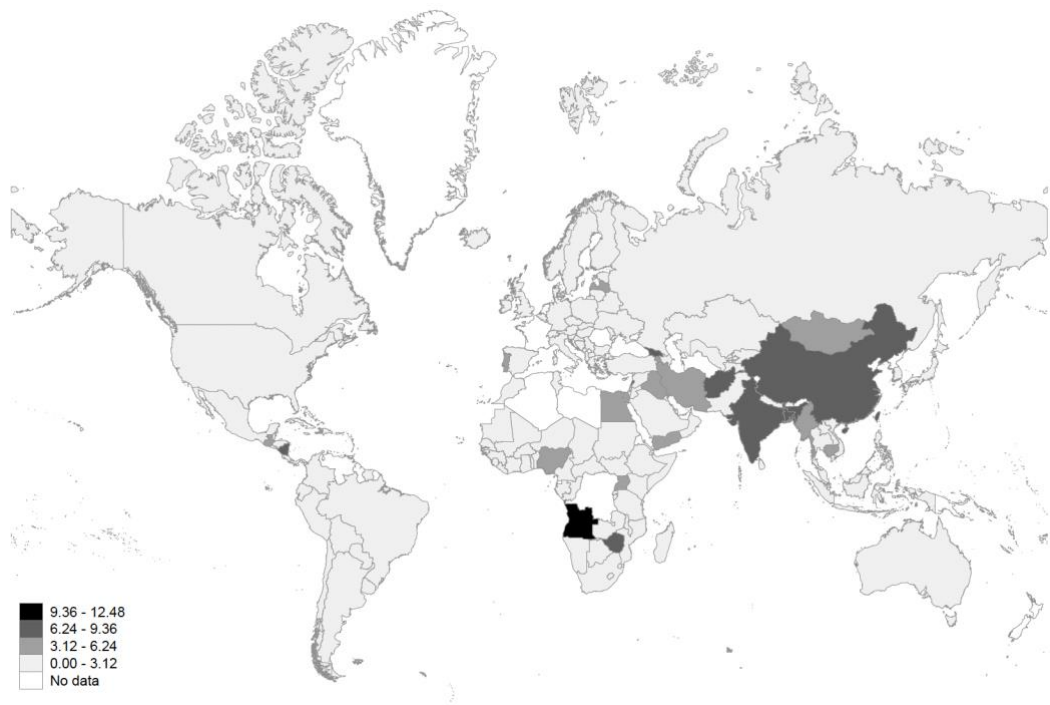 9.36 - 12.48
6.24 - 9.36
3.12 - 6.24
0.00 - 3.12
No data